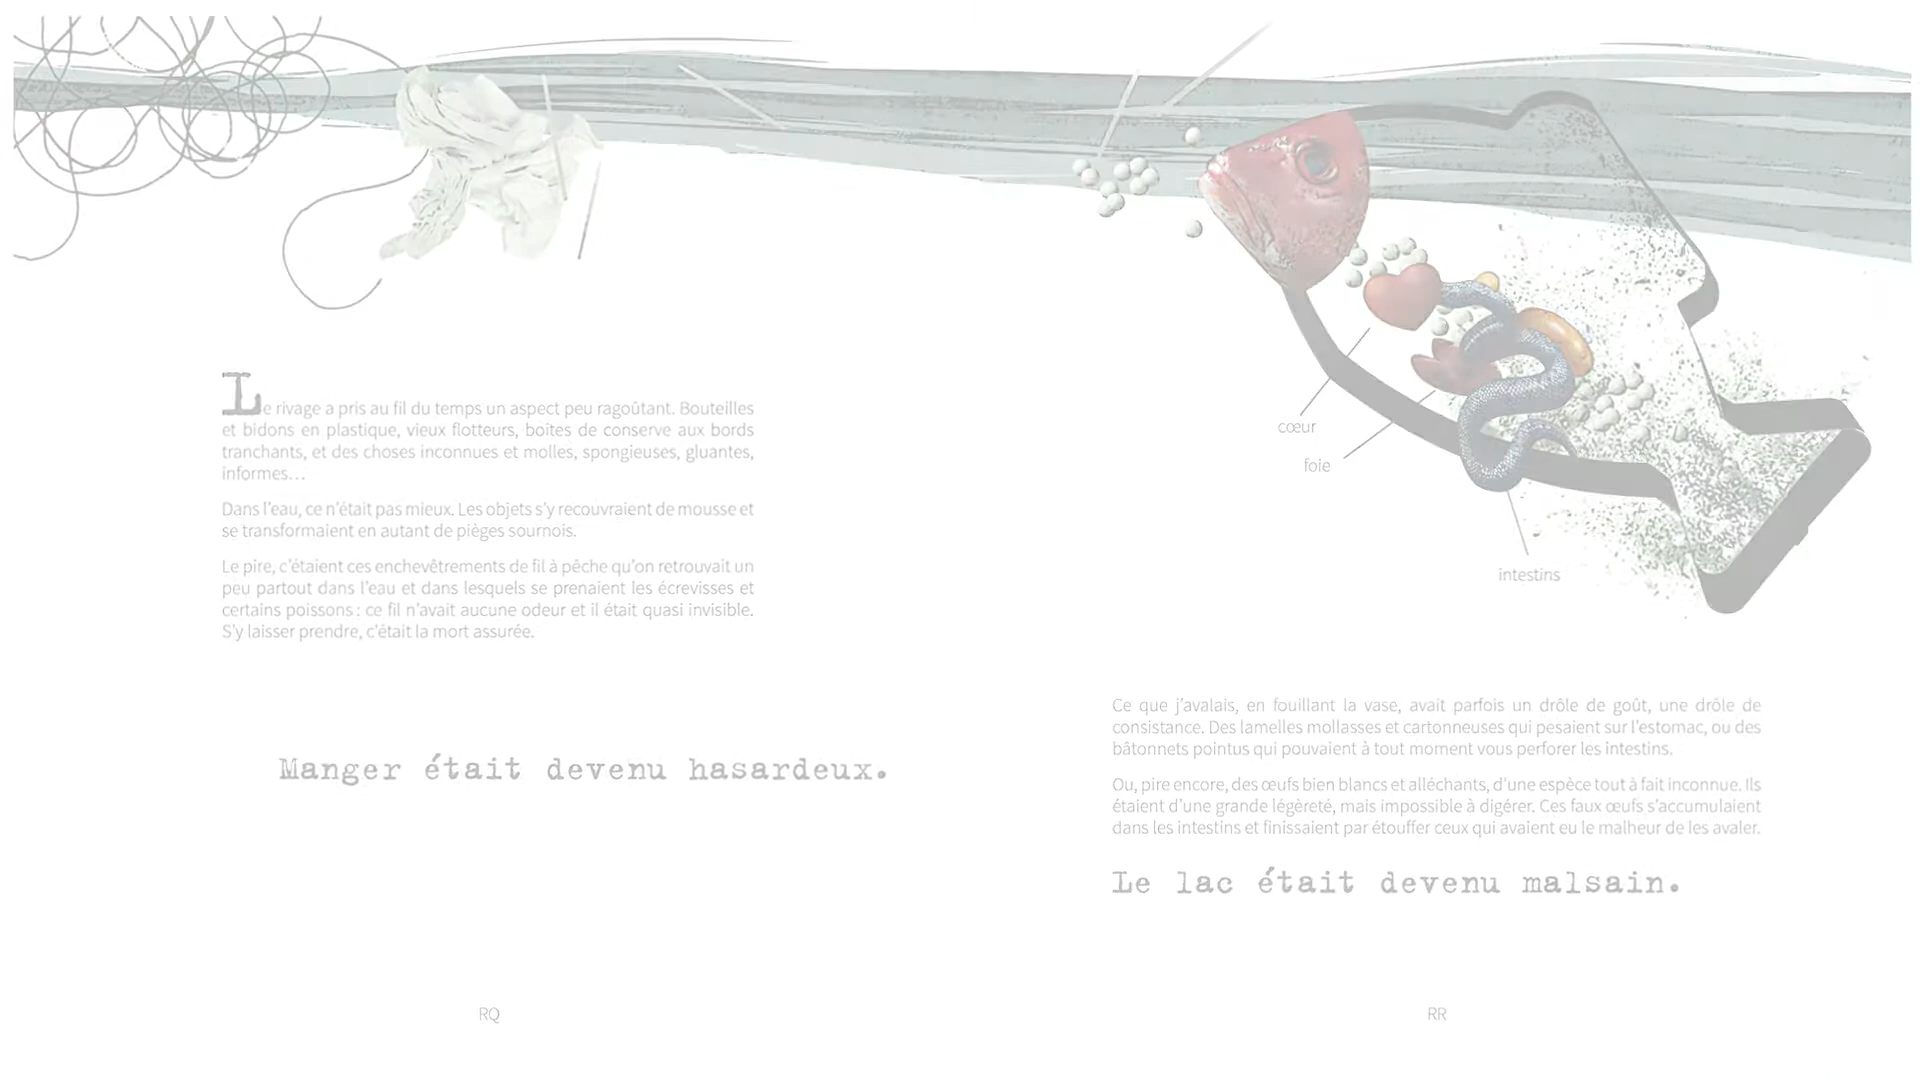 Le rivage a pris au fil du temps un aspect peu ragoûtant. Bouteilles
et bidons en plastique, vieux flotteurs, boîtes de conserve aux bords
tranchants, et des choses inconnues et molles, spongieuses, gluantes,
informes…
Dans l'eau, ce n'était pas mieux. Les objets s'y recouvraient de mousse et
se transformaient en autant de pièges sournois.
Le pire, c'étaient ces enchevêtrements de fil à pêche qu'on retrouvait un
peu partout dans l'eau et dans lesquels se prenaient les écrevisses et
certains poissons : ce fil n'avait aucune odeur et il était quasi invisible.
S'y laisser prendre, c'était la mort assurée.
Manger était devenu hasardeux.
RQ
cœur
foie
intestins
Ce que j'avalais, en fouillant la vase, avait parfois un drôle de goût, une drôle de
consistance. Des lamelles mollasses et cartonneuses qui pesaient sur l'estomac, ou des
bâtonnets pointus qui pouvaient à tout moment vous perforer les intestins.
Ou, pire encore, des œufs bien blancs et alléchants, d'une espèce tout à fait inconnue. Ils
étaient d'une grande légèreté, mais impossible à digérer. Ces faux œufs s'accumulaient
dans les intestins et finissaient par étouffer ceux qui avaient eu le malheur de les avaler.
Le lac était devenu malsain.
RR